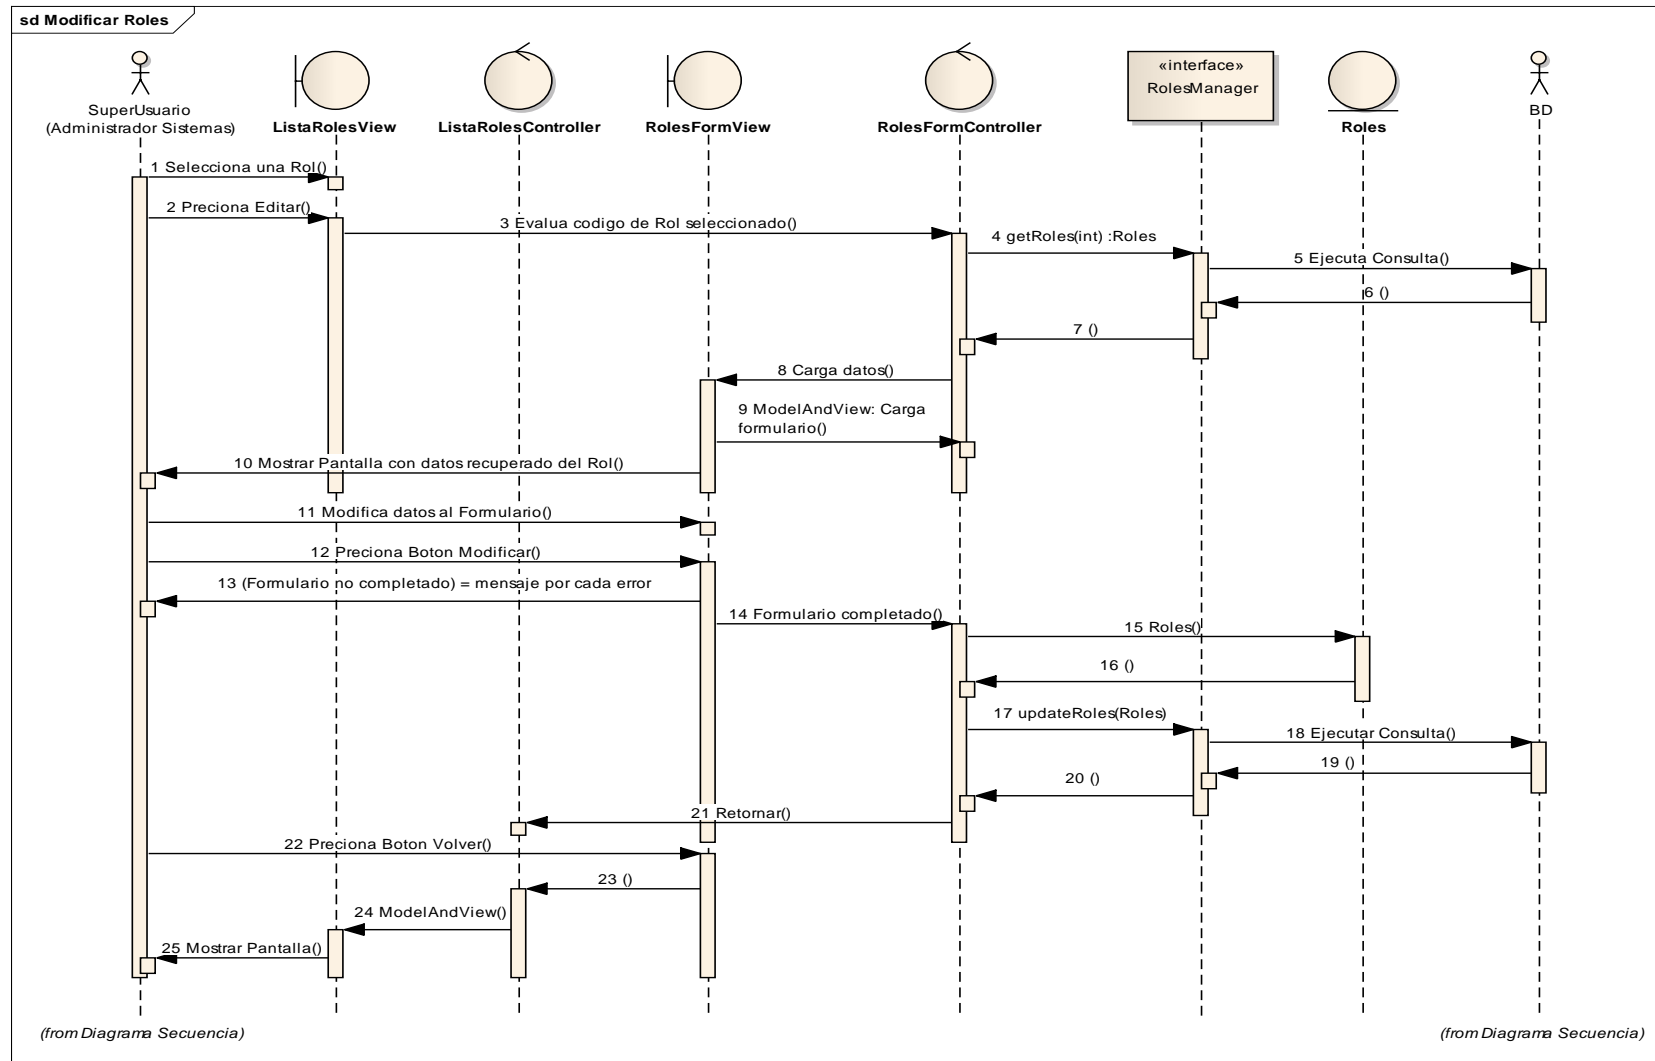 sd Modificar Roles
SuperUsuario
(Administrador Sistemas)
ListaRolesView
ListaRolesController
RolesFormView
RolesFormController
«interface»
RolesManager
Roles
BD
1 Selecciona una Rol()
2 Preciona Editar()
3 Evalua codigo de Rol seleccionado()
4 getRoles(int) :Roles
5 Ejecuta Consulta()
6 ()
7 ()
8 Carga datos()
9 ModelAndView: Carga
formulario()
10 Mostrar Pantalla con datos recuperado del Rol()
11 Modifica datos al Formulario()
12 Preciona Boton Modificar()
13 (Formulario no completado) = mensaje por cada error
14 Formulario completado()
15 Roles()
16 ()
17 updateRoles(Roles)
18 Ejecutar Consulta()
19 ()
20 ()
21 Retornar()
22 Preciona Boton Volver()
23 ()
24 ModelAndView()
25 Mostrar Pantalla()
(from Diagrama Secuencia)
(from Diagrama Secuencia)